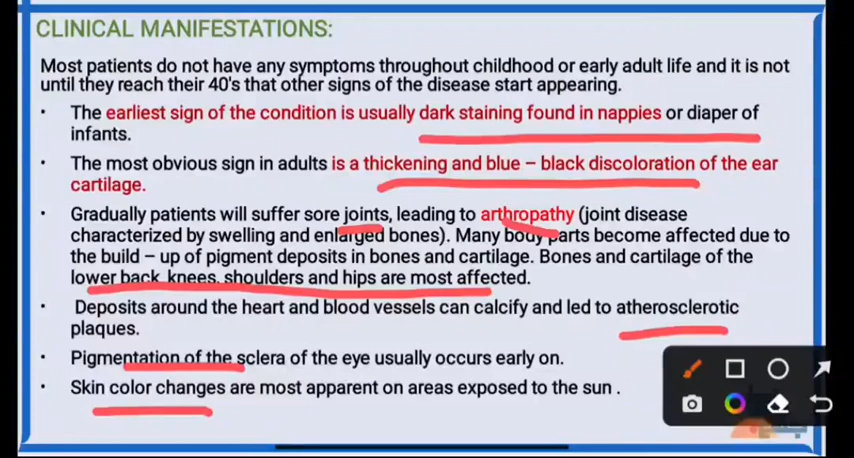 CLINICAL MANIFESTATIONS:
Most patients do not have any symptoms throughout childhood or early adult life and it is not
until they reach their 40's that other signs of the disease start appearing.
· The earliest sign of the condition is usually dark staining found in nappies or diaper of
infants.
· The most obvious sign in adults is a thickening and blue – black discoloration of the ear
cartilage.
· Gradually patients will suffer sore joints, leading to arthropathy (joint disease
characterized by swelling and enlarged bones). Many body parts become affected due to
the build – up of pigment deposits in bones and cartilage. Bones and cartilage of the
lower back, knees, shoulders and hips are most affected.
· Deposits around the heart and blood vessels can calcify and led to atherosclerotic
plaques.
· Pigmentation of the sclera of the eye usually occurs early on.
· Skin color changes are most apparent on areas exposed to the sun .